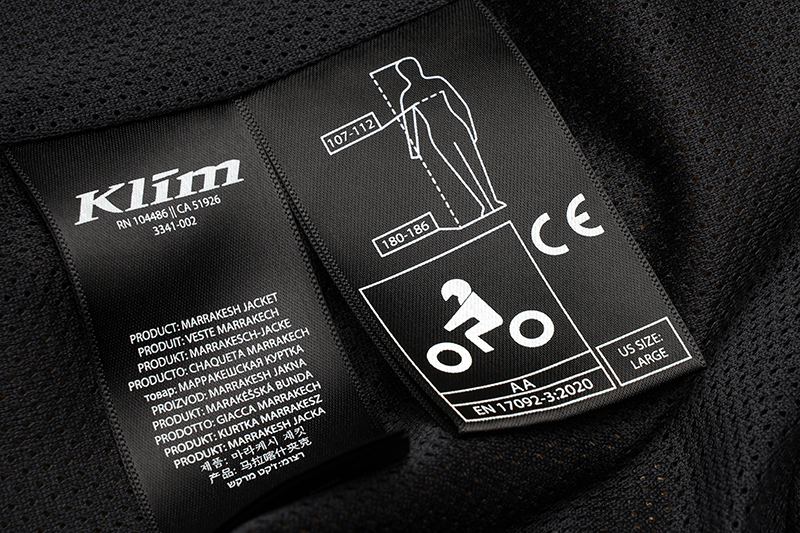 Klim
RN 104486 || CA 51926
3341-002
PRODUCT: MARRAKESH JACKET
PRODUIT: VESTE MARRAKECH
PRODUKT: MARRAKESCH-JACKE
PRODUCTO: CHAQUETA MARRAKECH
товар: МАРРАКЕШСКАЯ КУРТКА
PROIZVOD: MARRAKESH JAKNA
PRODUKT: MARAKÉŠSKÁ BUNDA
PRODOTTO: GIACCA MARRAKECH
PRODUKT: KURTKA MARRAKESZ
PRODUKT: MARRAKESH JACKA
제품: 마라케시 재킷
产品: 马拉喀什夹克
מרקש ז'קט :רצומ
107-112
180-186
CE
AA
EN 17092-3:2020
US SIZE:
LARGE